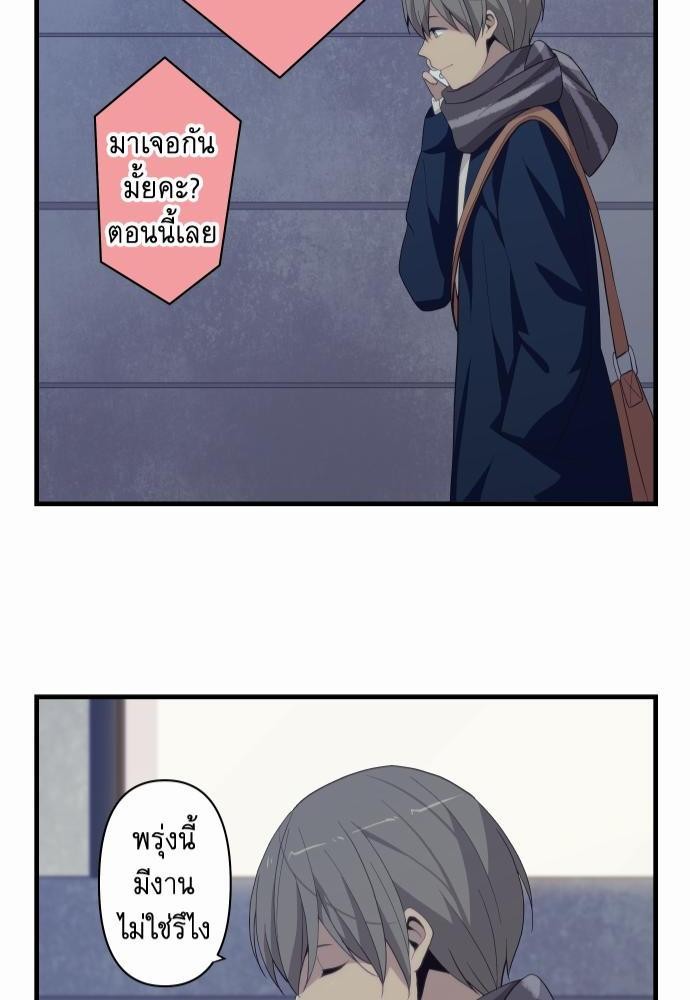 มาเจอกัน
มั้ยคะ?
ตอนนี้เลย
พรุ่งนี้
มีงาน
ไม่ใช่รึไง